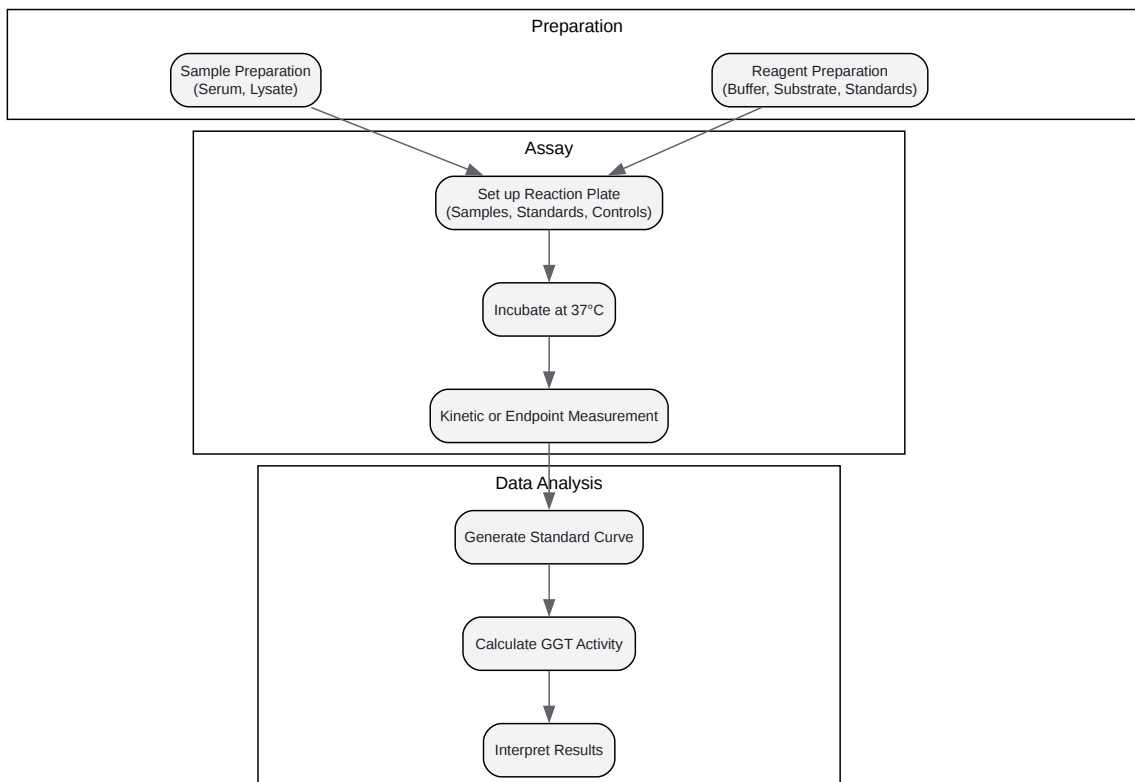 Preparation
Sample Preparation
(Serum, Lysate)
Reagent Preparation
(Buffer, Substrate, Standards)
Assay
Set up Reaction Plate
(Samples, Standards, Controls)
Incubate at 37°C
Kinetic or Endpoint Measurement
Data Analysis
Generate Standard Curve
Calculate GGT Activity
Interpret Results